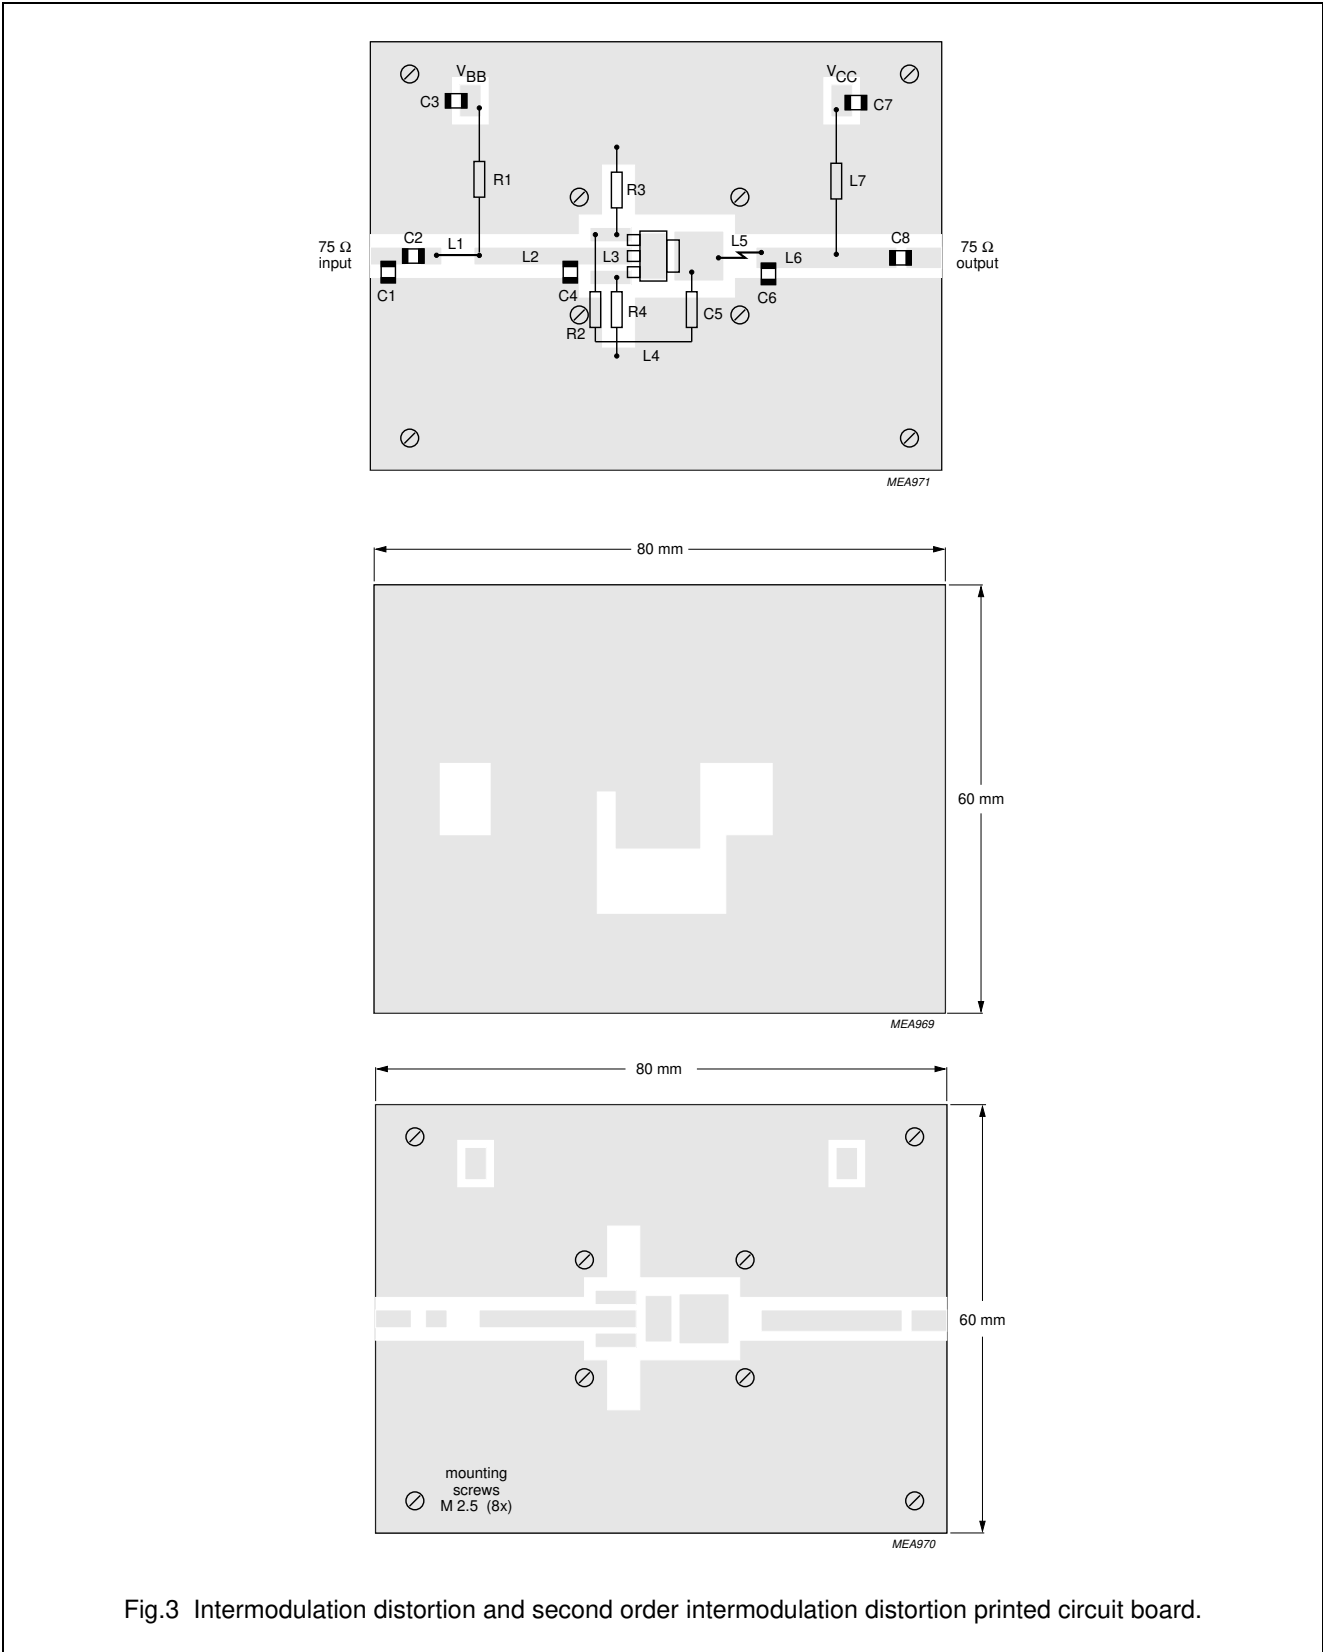 V_BB
V_CC
C3
C7
R1
R3
L7
75 Ω
input
C2
L1
L2
L3
L5
L6
C8
75 Ω
output
C1
C4
C6
R2
R4
C5
L4
MEA971
80 mm
60 mm
MEA969
80 mm
60 mm
mounting
screws
M 2.5 (8x)
MEA970
Fig.3 Intermodulation distortion and second order intermodulation distortion printed circuit board.